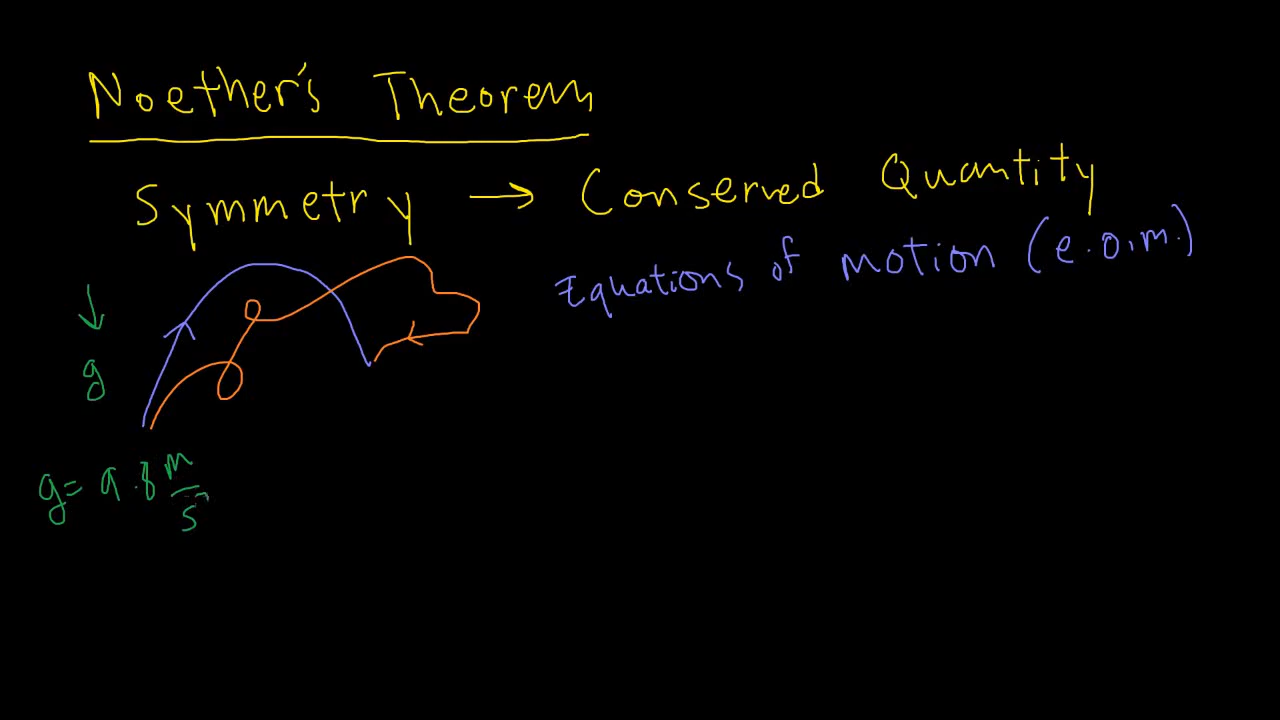 Noether's Theorem
Symmetry → Conserved Quantity
Equations of motion (e.o.m.)
↓
g
g = 9.8 m/s